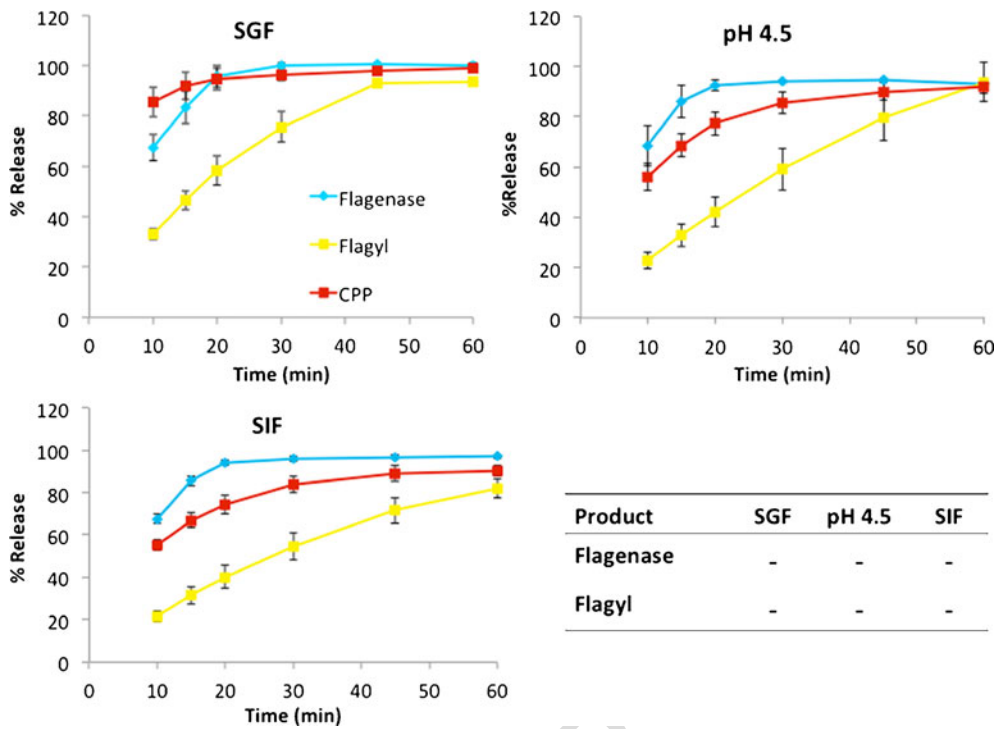 SGF
% Release
120
100
80
60
40
20
0
Flagenase
Flagyl
CPP
0 10 20 30 40 50 60
Time (min)
pH 4.5
%Release
120
100
80
60
40
20
0
0 10 20 30 40 50 60
Time (min)
SIF
% Release
120
100
80
60
40
20
0
0 10 20 30 40 50 60
Time (min)
Product SGF pH 4.5 SIF
Flagenase - - -
Flagyl - - -